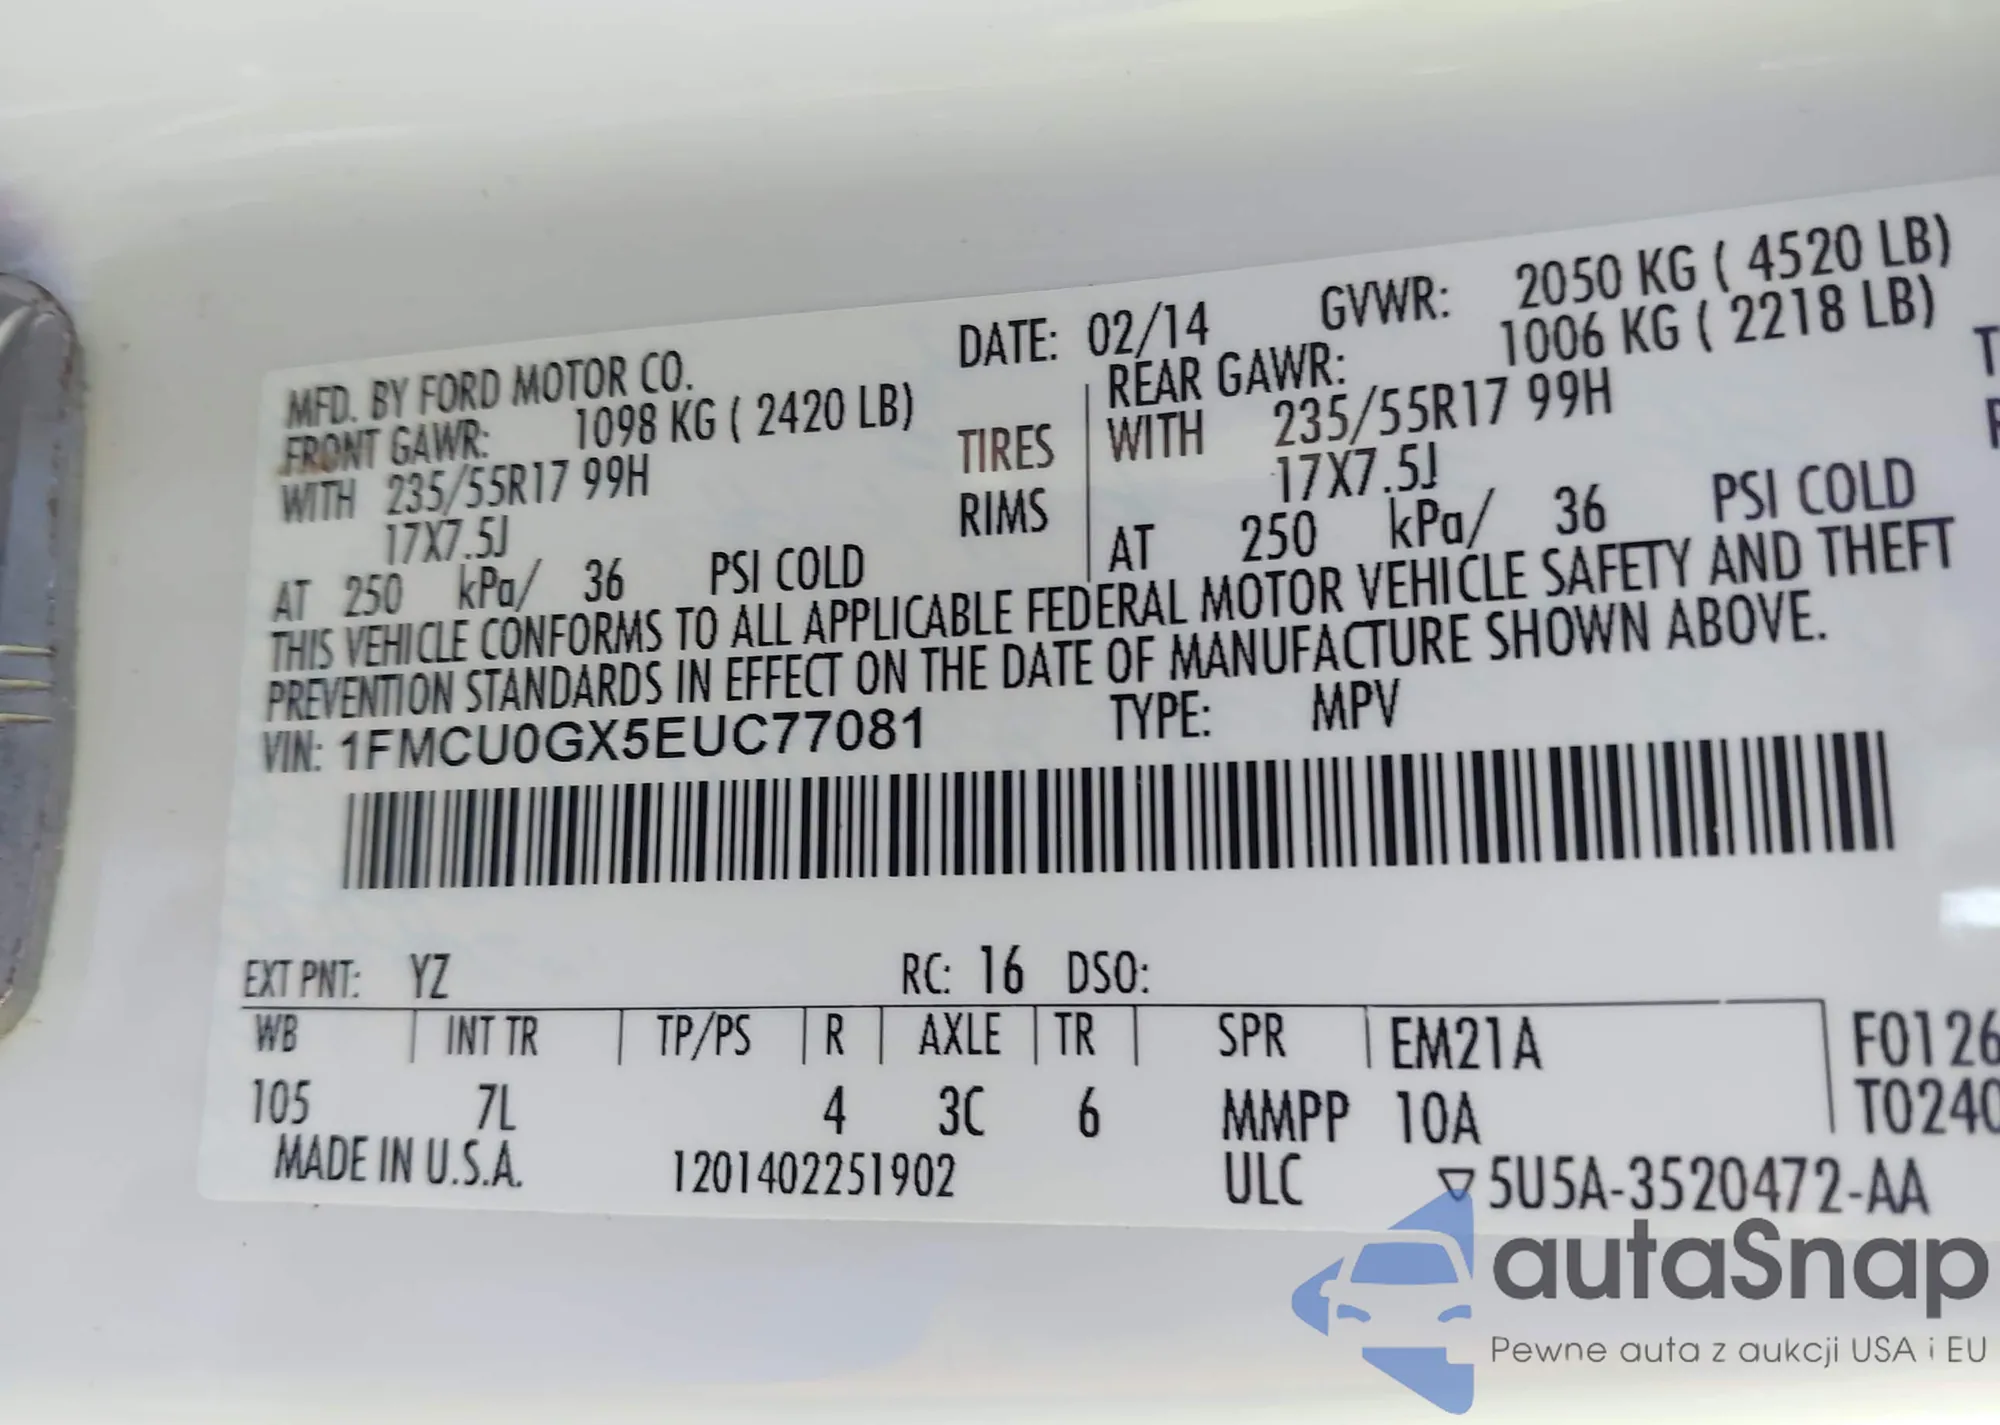 MFD. BY FORD MOTOR CO.
DATE: 02/14
GVWR: 2050 KG ( 4520 LB)
FRONT GAWR: 1098 KG ( 2420 LB)
REAR GAWR: 1006 KG ( 2218 LB)
WITH 235/55R17 99H
TIRES
WITH 235/55R17 99H
17X7.5J
RIMS
17X7.5J
AT 250 kPa/ 36 PSI COLD
AT 250 kPa/ 36 PSI COLD
THIS VEHICLE CONFORMS TO ALL APPLICABLE FEDERAL MOTOR VEHICLE SAFETY AND THEFT
PREVENTION STANDARDS IN EFFECT ON THE DATE OF MANUFACTURE SHOWN ABOVE.
VIN: 1FMCU0GX5EUC77081
TYPE: MPV
EXT PNT: YZ
RC: 16 DSO:
WB INT TR TP/PS R AXLE TR SPR EM21A F0126
105 7L 4 3C 6 MMPP 10A T0240
MADE IN U.S.A. 1201402251902 ULC ▽5U5A-3520472-AA
autaSnap
Pewne auta z aukcji USA i EU